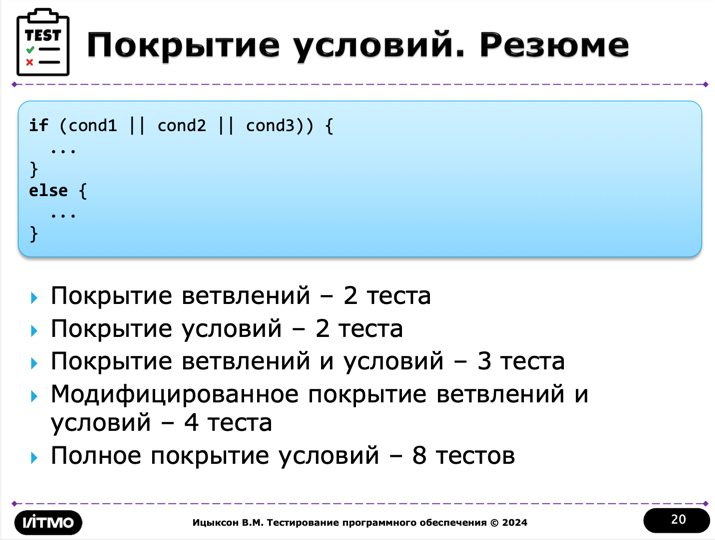 TEST
Покрытие условий. Резюме
if (cond1 || cond2 || cond3)) {
...
}
else {
...
}
Покрытие ветвлений – 2 теста
Покрытие условий – 2 теста
Покрытие ветвлений и условий – 3 теста
Модифицированное покрытие ветвлений и
условий – 4 теста
Полное покрытие условий – 8 тестов
ИТМО
Ицыксон В.М. Тестирование программного обеспечения © 2024
20